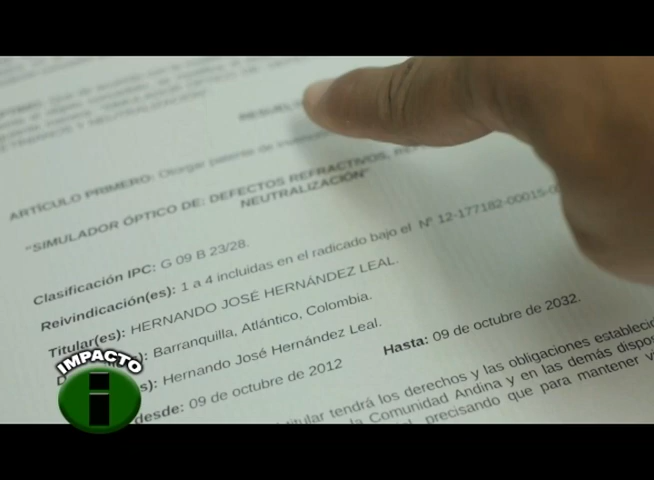 RESUEL
ARTÍCULO PRIMERO: Otorgar patente de
"SIMULADOR ÓPTICO DE: DEFECTOS REFRACTIVOS,
NEUTRALIZACIÓN"
Clasificación IPC: G 09 B 23/28.
Reivindicación(es): 1 a 4 incluidas en el radicado bajo el Nº 12-177182-00015-0
Titular(es): HERNANDO JOSÉ HERNÁNDEZ LEAL.
Barranquilla, Atlántico, Colombia.
s): Hernando José Hernández Leal.
desde: 09 de octubre de 2012 Hasta: 09 de octubre de 2032.
titular tendrá los derechos y las obligaciones
la Comunidad Andina y en las demás
precisando que para mantener
IMPACTO
i